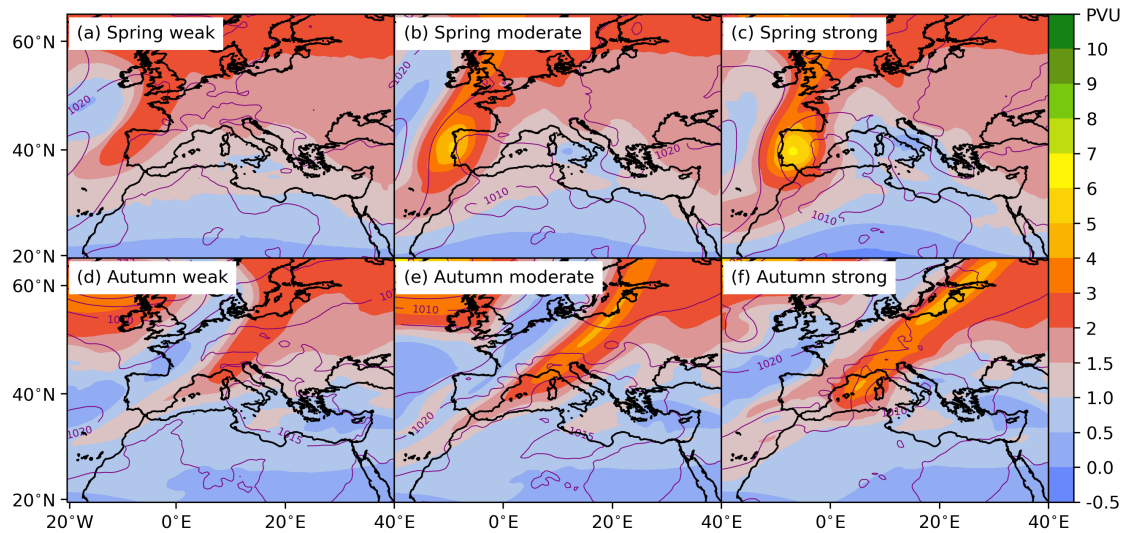 (a) Spring weak
(b) Spring moderate
(c) Spring strong
PVU
60°N
40°N
20°N
1020
1020
1020
1010
1010
10
9
8
7
6
5
4
3
2
1.5
1.0
0.5
0.0
-0.5
(d) Autumn weak
(e) Autumn moderate
(f) Autumn strong
60°N
40°N
20°N
1020
1015
1010
1020
1015
1020
1010
20°W
0°E
20°E
40°E
0°E
20°E
40°E
0°E
20°E
40°E